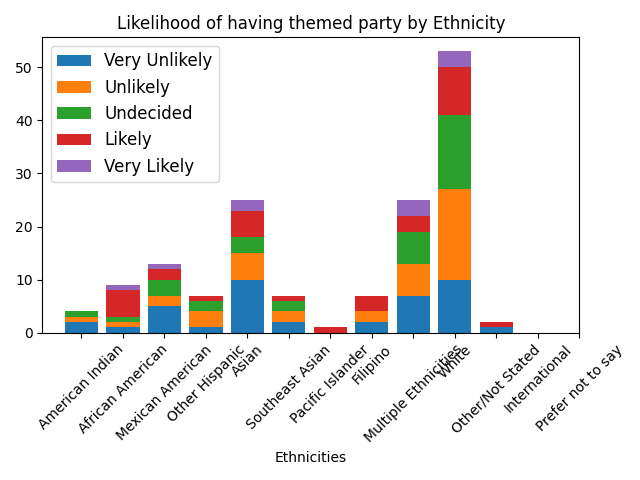 Likelihood of having themed party by Ethnicity
Very Unlikely
Unlikely
Undecided
Likely
Very Likely
50
40
30
20
10
0
American Indian
African American
Mexican American
Other Hispanic
Asian
Southeast Asian
Pacific Islander
Filipino
Multiple Ethnicities
White
Other/Not Stated
International
Prefer not to say
Ethnicities